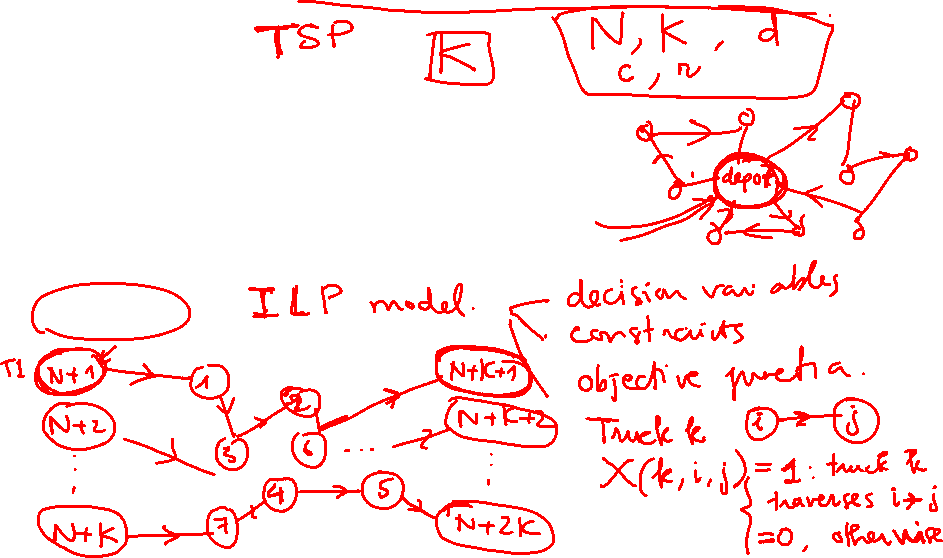 TSP
K
N, K, d
c, r
depot
ILP model.
decision variables
constraints
objective function.
T1
N+1
1
3
2
6
N+K+1
N+2
...
N+K+2
⋮
⋮
N+K
7
4
5
N+2K
Truck k
i
j
X(k,i,j) = 1: truck k
traverses i→j
=0, otherwise